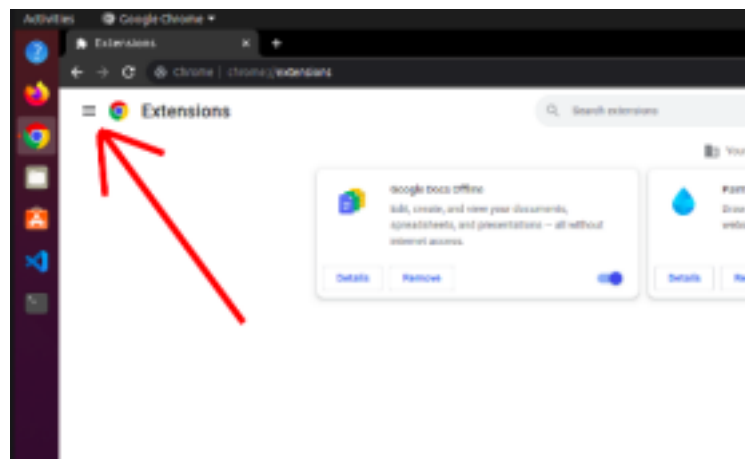 Activities Google Chrome
Extensions
Chrome | chrome://extensions
Extensions
Search extensions
Your
Google Docs Offline
Edit, create, and view your documents,
spreadsheets, and presentations — all without
internet access.
Details Remove
Details